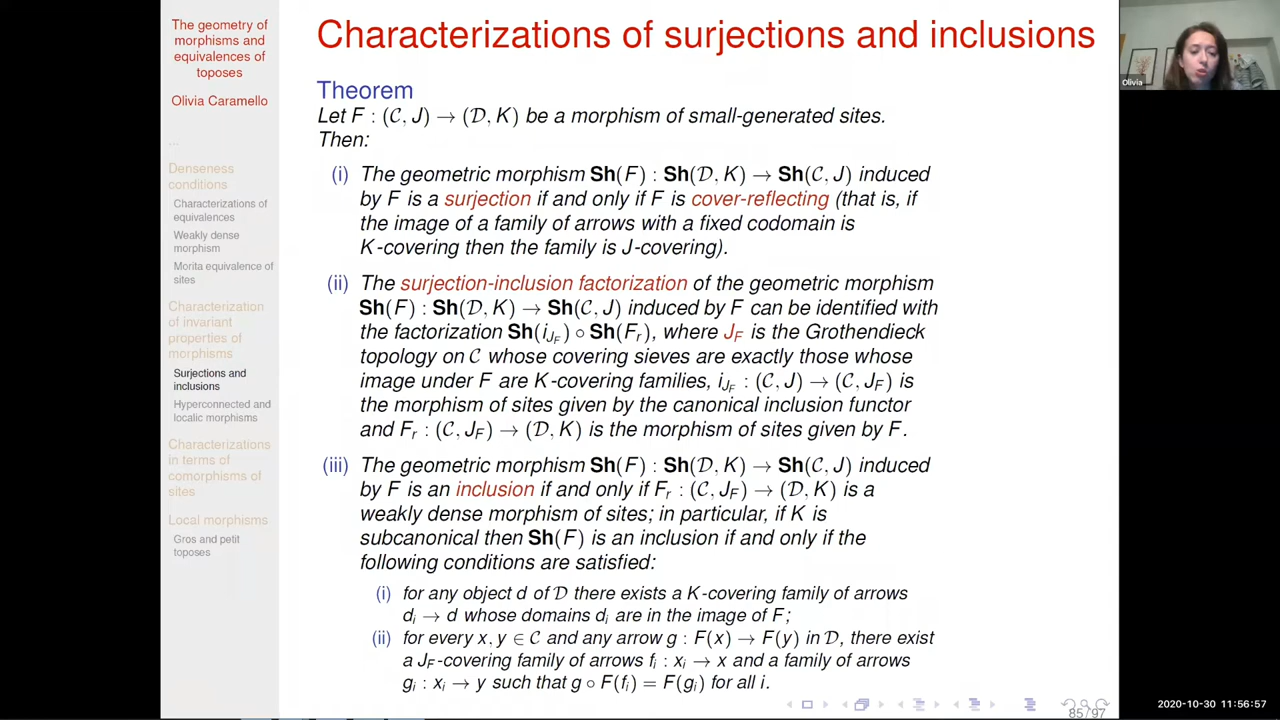 The geometry of
morphisms and
equivalences of
toposes
Olivia Caramello
...
Denseness
conditions
Characterizations of
equivalences
Weakly dense
morphism
Morita equivalence of
sites
Characterization
of invariant
properties of
morphisms
Surjections and
inclusions
Hyperconnected and
localic morphisms
Characterizations
in terms of
comorphisms of
sites
Local morphisms
Gros and petit
toposes
Characterizations of surjections and inclusions
Theorem
Let F : (𝒞, J) → (𝒟, K) be a morphism of small-generated sites.
Then:
(i) The geometric morphism Sh(F) : Sh(𝒟, K) → Sh(𝒞, J) induced
by F is a surjection if and only if F is cover-reflecting (that is, if
the image of a family of arrows with a fixed codomain is
K-covering then the family is J-covering).
(ii) The surjection-inclusion factorization of the geometric morphism
Sh(F) : Sh(𝒟, K) → Sh(𝒞, J) induced by F can be identified with
the factorization Sh(i_{J_F}) ∘ Sh(F_r), where J_F is the Grothendieck
topology on 𝒞 whose covering sieves are exactly those whose
image under F are K-covering families, i_{J_F} : (𝒞, J) → (𝒞, J_F) is
the morphism of sites given by the canonical inclusion functor
and F_r : (𝒞, J_F) → (𝒟, K) is the morphism of sites given by F.
(iii) The geometric morphism Sh(F) : Sh(𝒟, K) → Sh(𝒞, J) induced
by F is an inclusion if and only if F_r : (𝒞, J_F) → (𝒟, K) is a
weakly dense morphism of sites; in particular, if K is
subcanonical then Sh(F) is an inclusion if and only if the
following conditions are satisfied:
(i) for any object d of 𝒟 there exists a K-covering family of arrows
d_i → d whose domains d_i are in the image of F;
(ii) for every x, y ∈ 𝒞 and any arrow g : F(x) → F(y) in 𝒟, there exist
a J_F-covering family of arrows f_i : x_i → x and a family of arrows
g_i : x_i → y such that g ∘ F(f_i) = F(g_i) for all i.
85/97
Olivia
2020-10-30 11:56:57